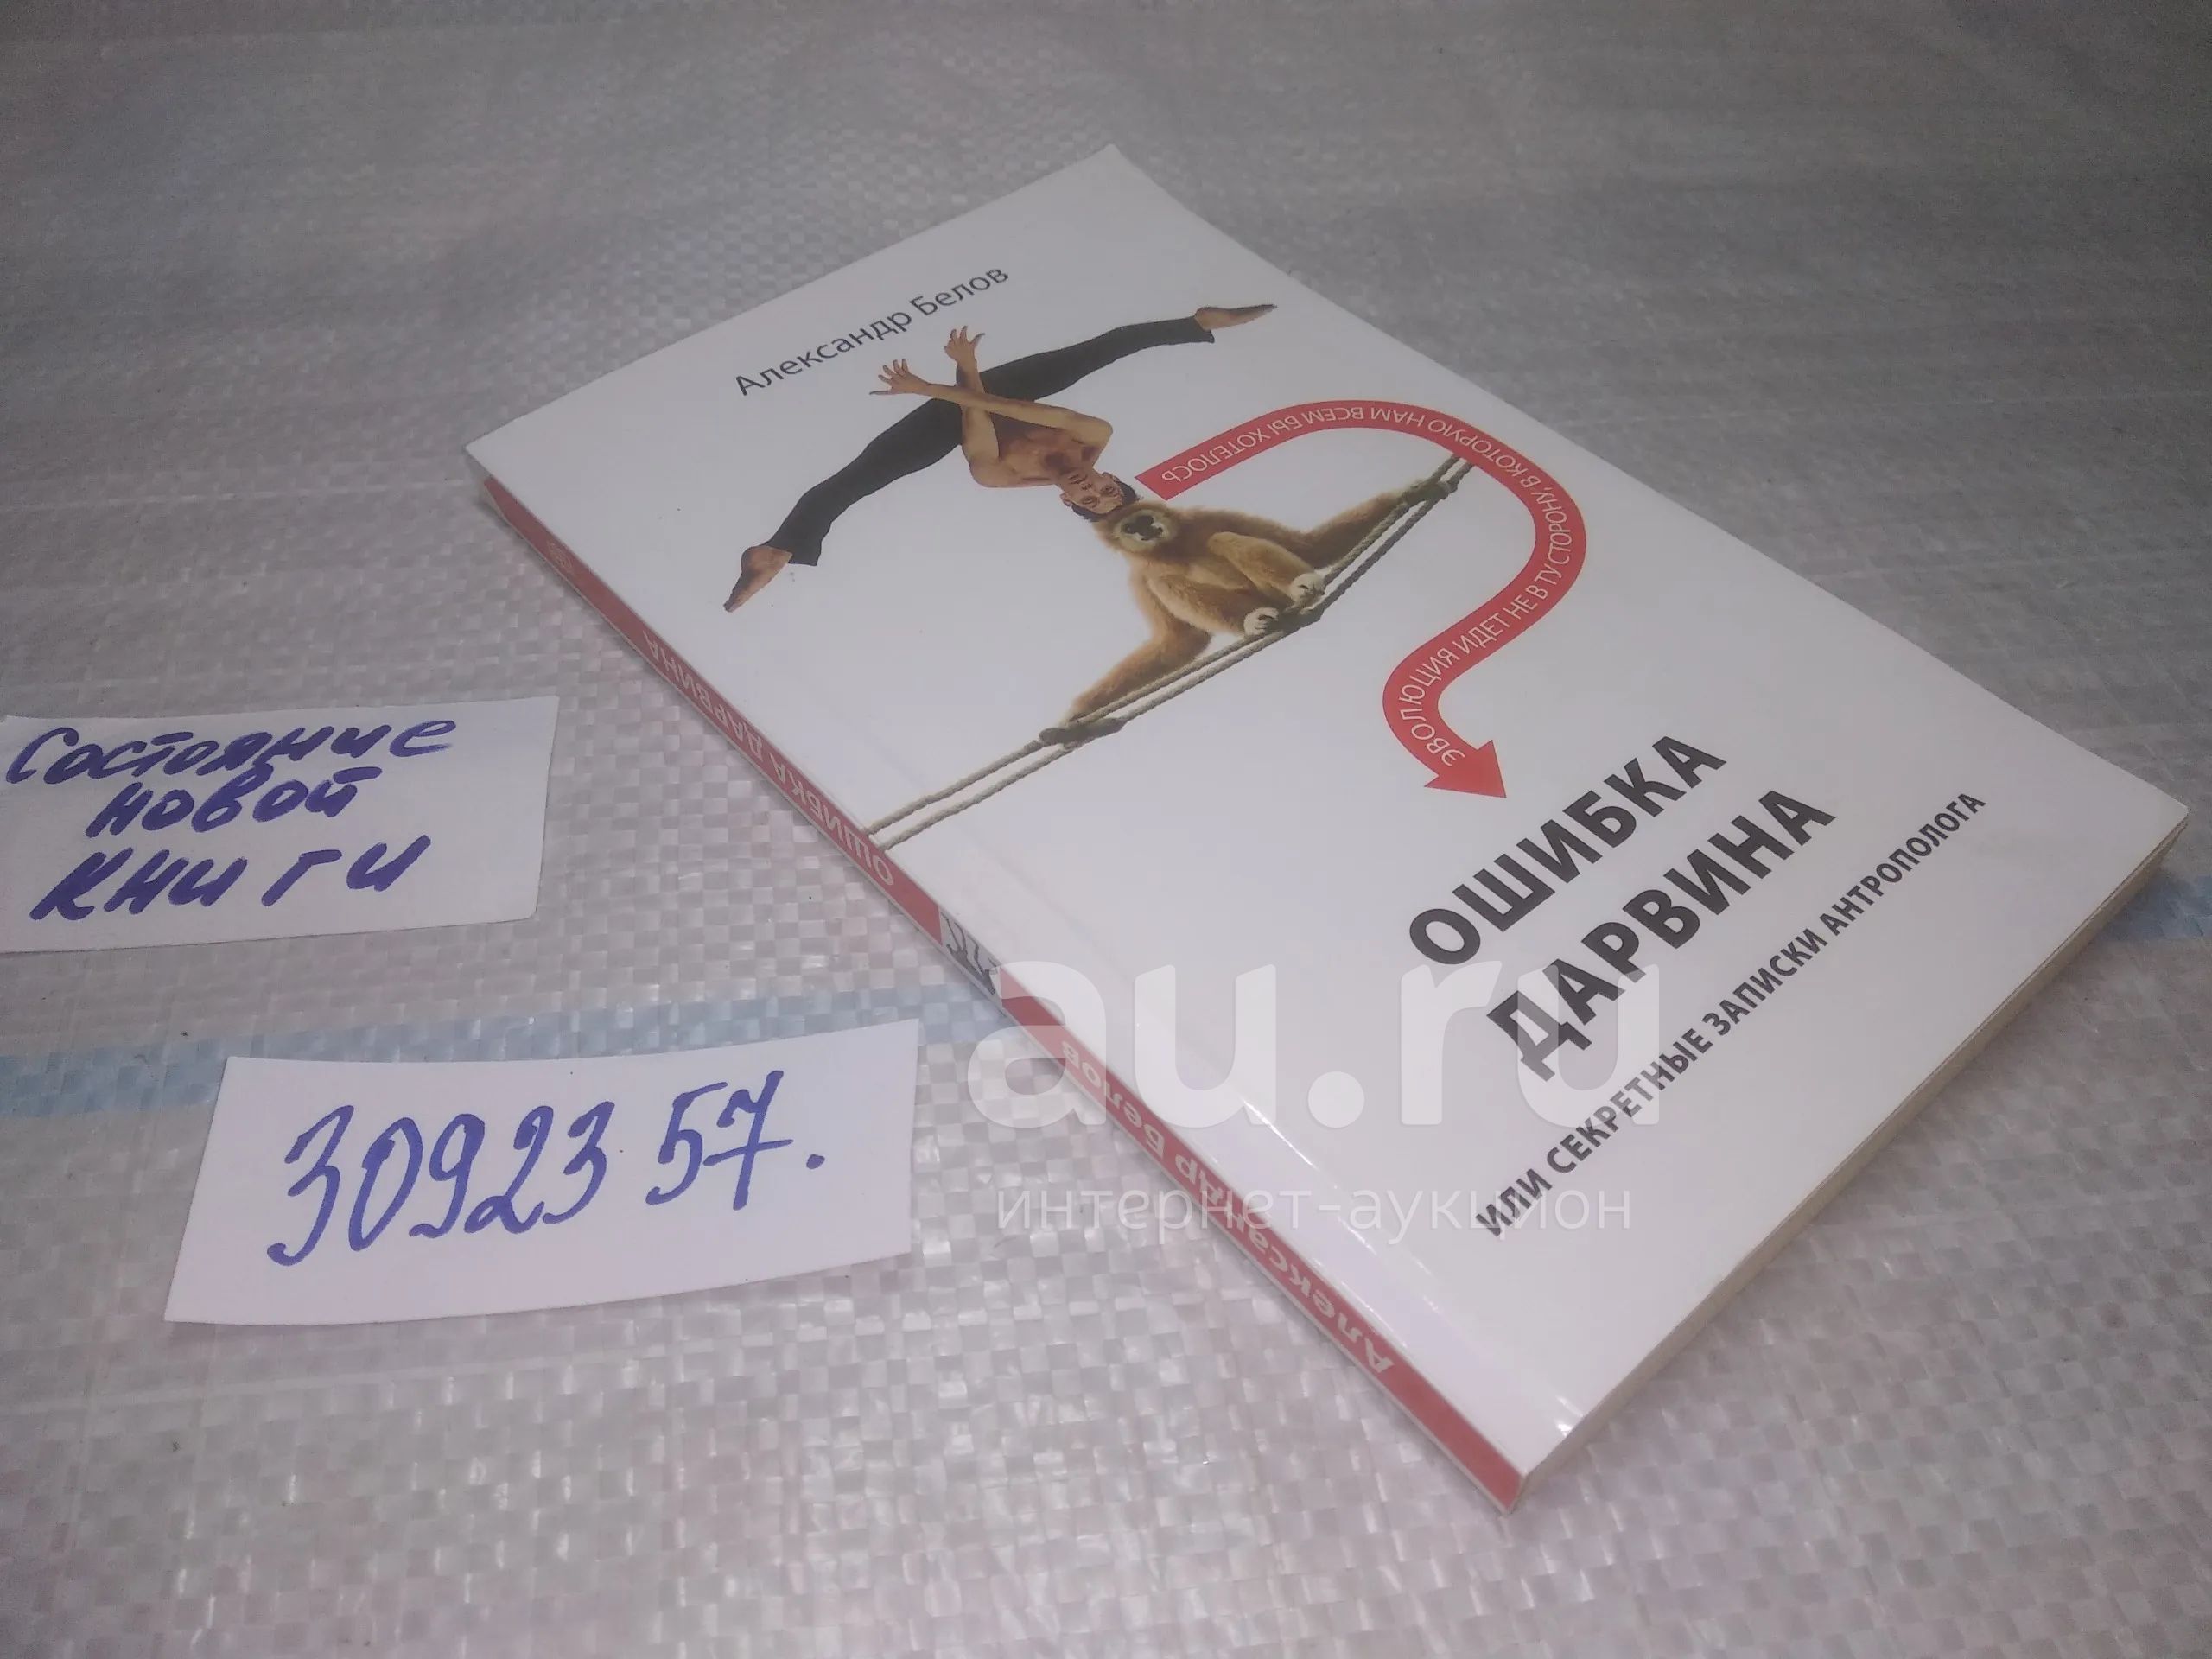 Александр Белов
ЭВОЛЮЦИЯ ИДЕТ НЕ В ТУ СТОРОНУ, В КОТОРУЮ НАМ ВСЕМ БЫ ХОТЕЛОСЬ
ОШИБКА
ДАРВИНА
ИЛИ СЕКРЕТНЫЕ ЗАПИСКИ АНТРОПОЛОГА
Александр Белов
ОШИБКА ДАРВИНА
Состояние
новой
книги
3092357.
au.ru
интернет-аукцион